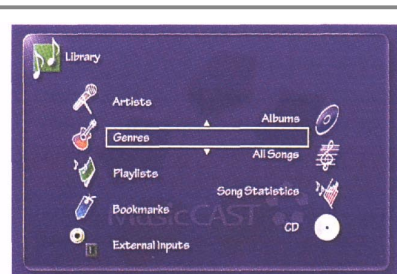 Library
Artists
Albums
Genres
All Songs
Playlists
Song Statistics
Bookmarks
MusicCAST
CD
External Inputs